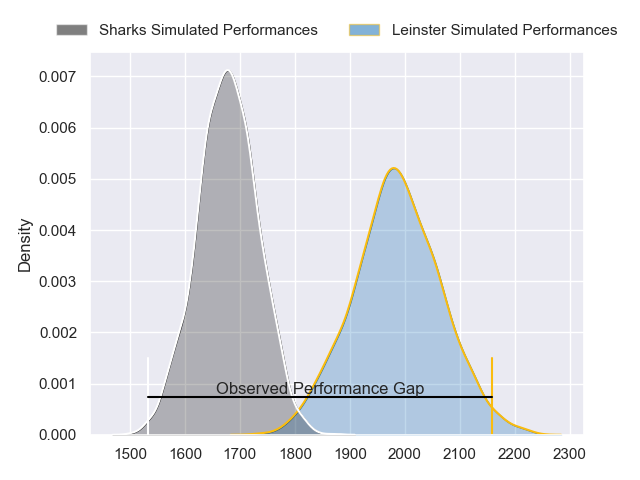 Sharks Simulated Performances
Leinster Simulated Performances
0.007
0.006
0.005
0.004
0.003
0.002
0.001
0.000
Density
Observed Performance Gap
1500 1600 1700 1800 1900 2000 2100 2200 2300